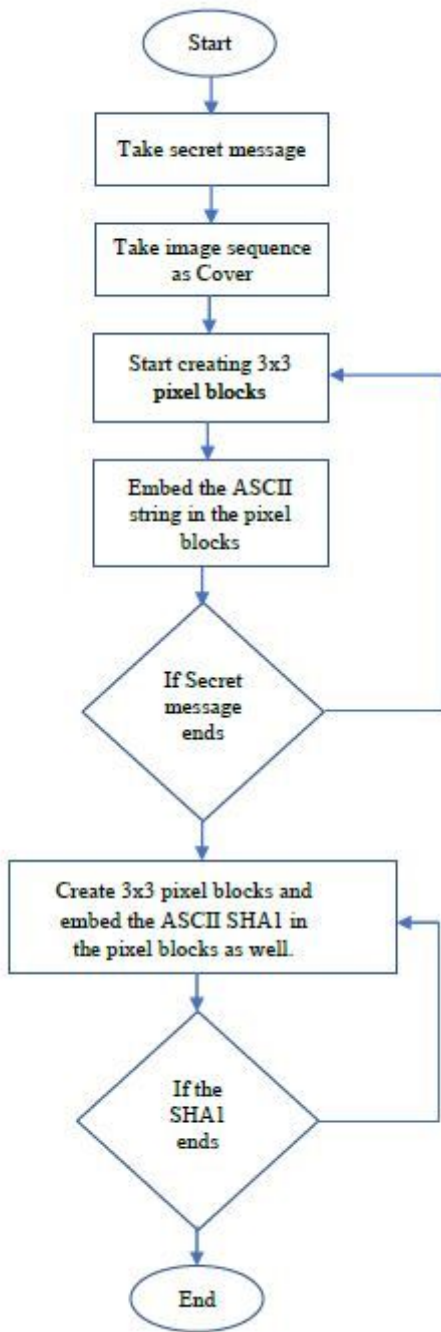 Start
Take secret message
Take image sequence
as Cover
Start creating 3x3
pixel blocks
Embed the ASCII
string in the pixel
blocks
If Secret
message
ends
Create 3x3 pixel blocks and
embed the ASCII SHA1 in
the pixel blocks as well.
If the
SHA1
ends
End